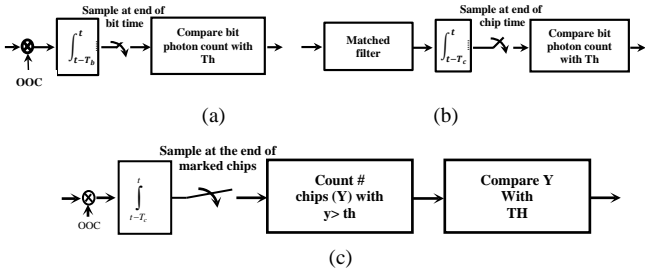 Sample at end of
bit time
∫ t t−T_b
Compare bit
photon count with
Th
OOC
(a)
Matched
filter
Sample at end of
chip time
∫ t t−T_c
Compare bit
photon count
with Th
(b)
Sample at the end of
marked chips
∫ t t−T_c
OOC
Count #
chips (Y) with
y> th
Compare Y
With
TH
(c)